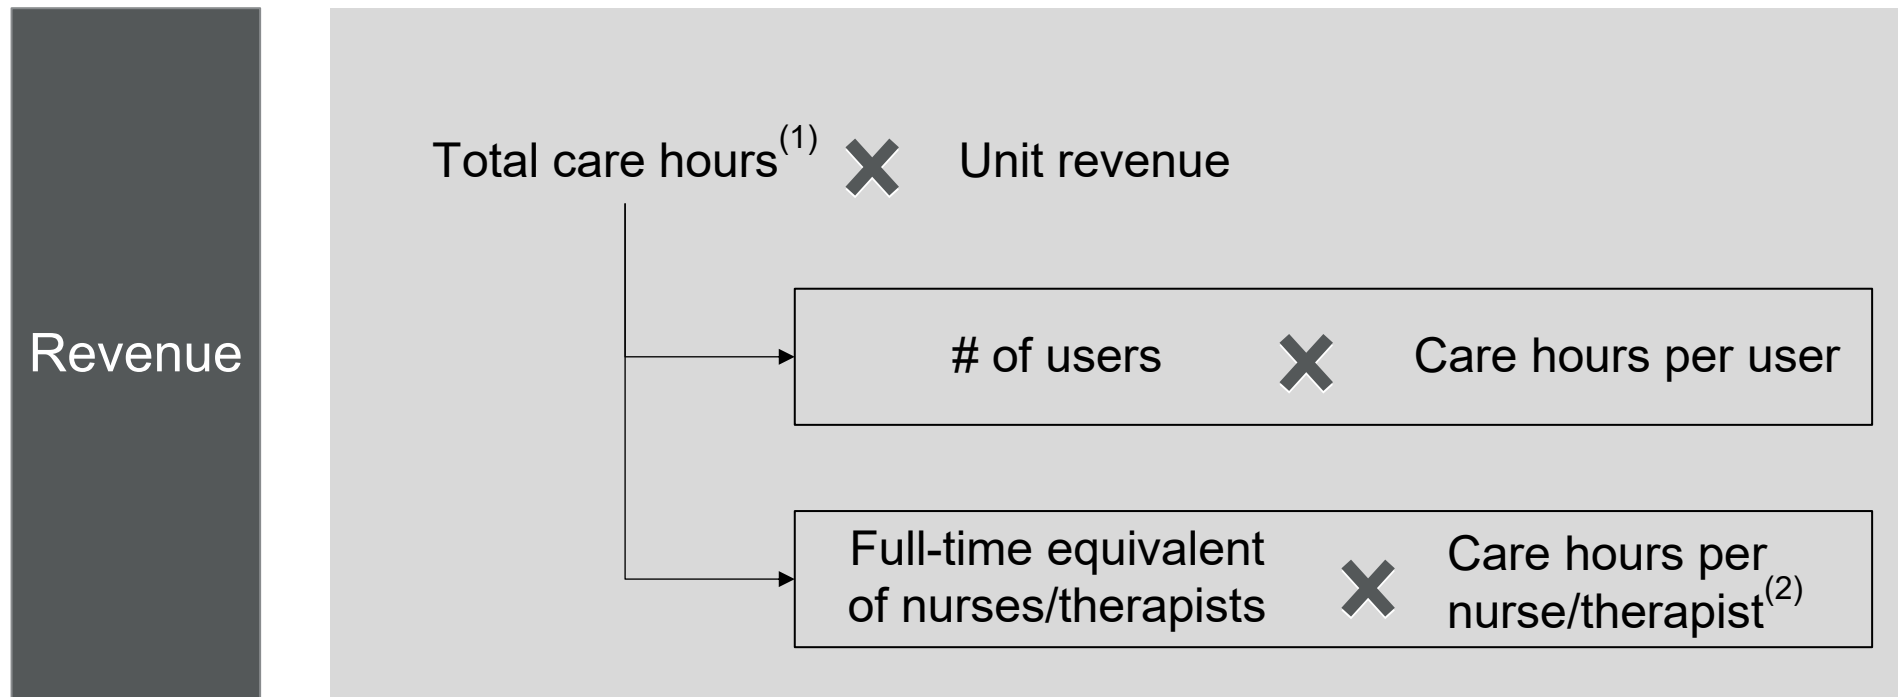 Revenue
Total care hours(1) Unit revenue
# of users Care hours per user
Full-time equivalent
of nurses/therapists
Care hours per
nurse/therapist(2)